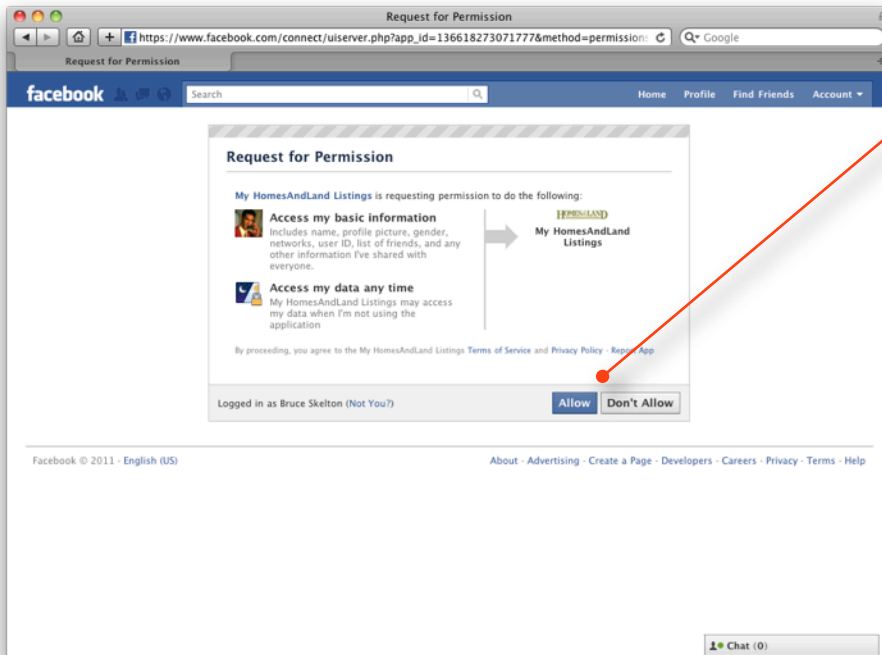 Request for Permission
https://www.facebook.com/connect/uiserver.php?app_id=136618273071777&method=permission
Google
Request for Permission
facebook
Search
Home Profile Find Friends Account
Request for Permission
My HomesAndLand Listings is requesting permission to do the following:
Access my basic information
Includes name, profile picture, gender,
networks, user ID, list of friends, and any
other information I've shared with
everyone.
HOMES&LAND
My HomesAndLand
Listings
Access my data any time
My HomesAndLand Listings may access
my data when I'm not using the
application
By proceeding, you agree to the My HomesAndLand Listings Terms of Service and Privacy Policy · Report App
Logged in as Bruce Skelton (Not You?)
Allow Don't Allow
Facebook © 2011 · English (US)
About · Advertising · Create a Page · Developers · Careers · Privacy · Terms · Help
Chat (0)